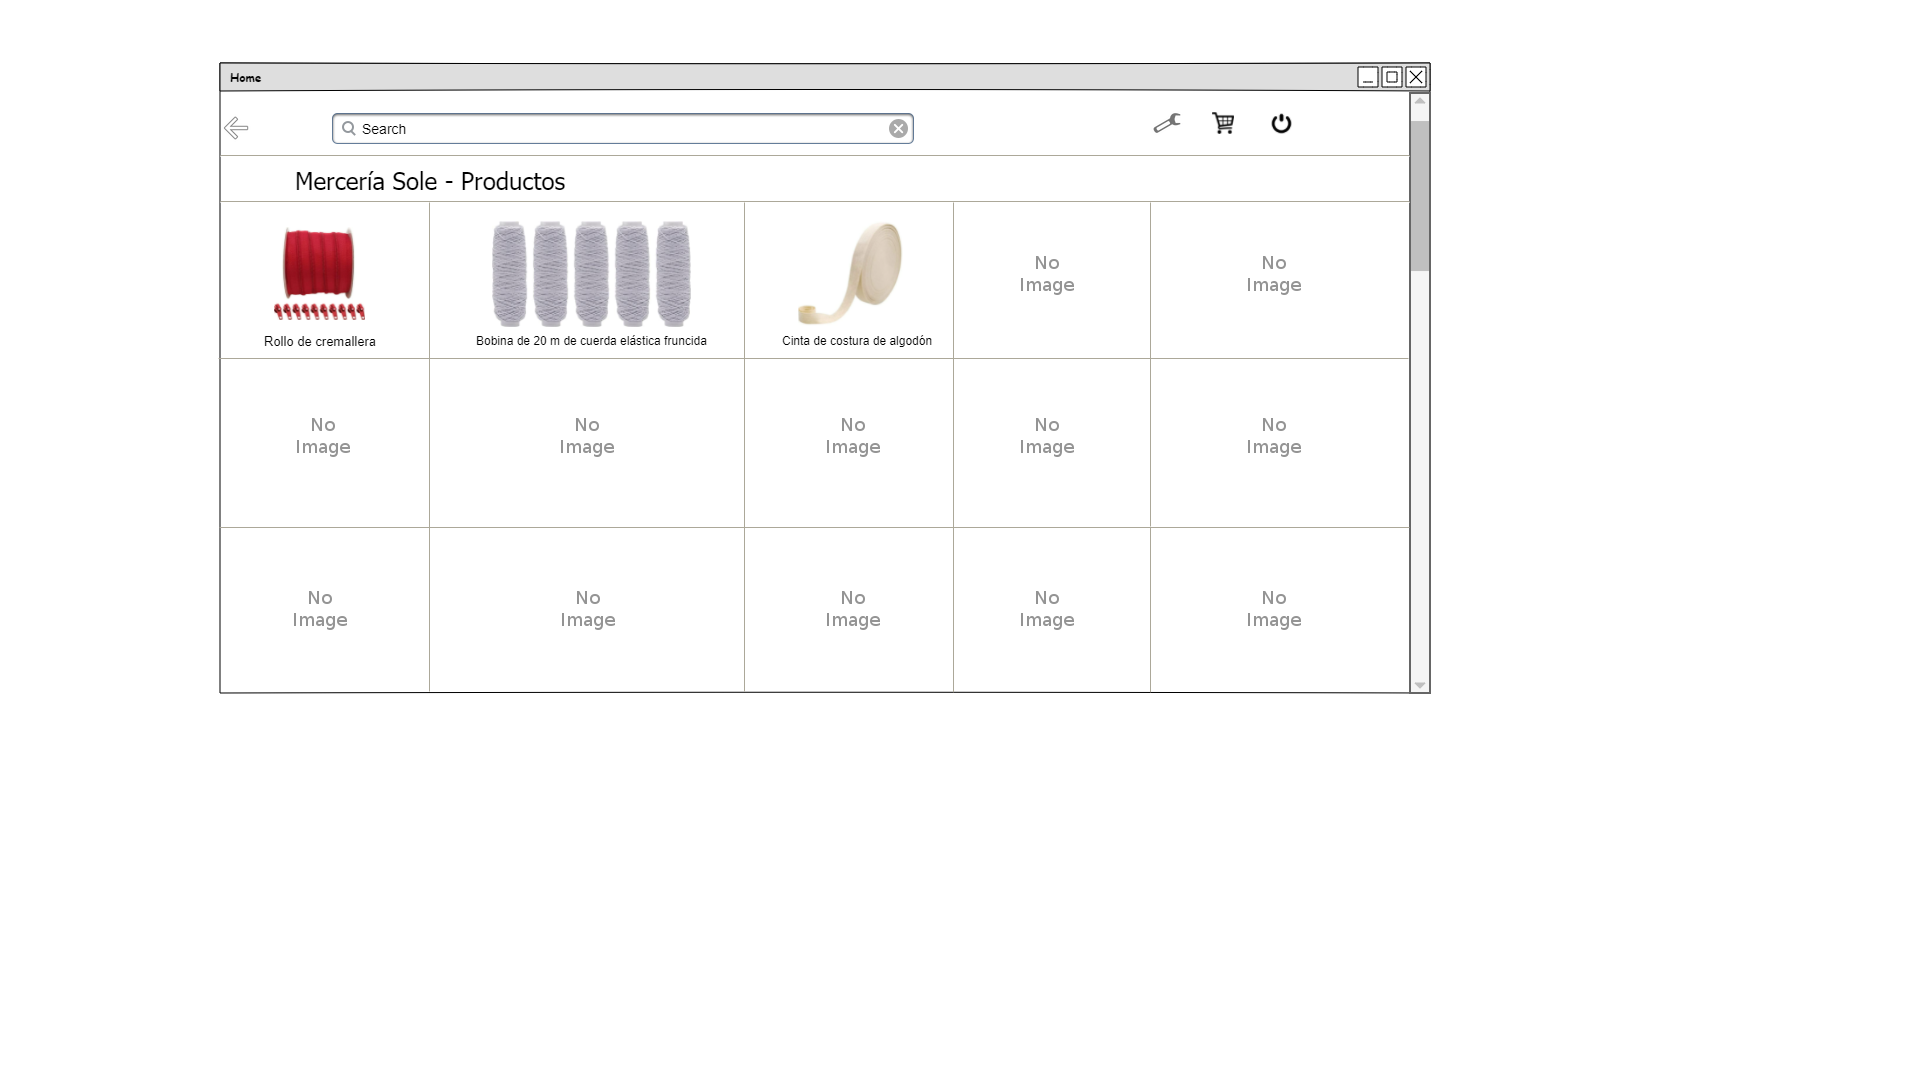 Home
Search
Mercería Sole - Productos
Rollo de cremallera
Bobina de 20 m de cuerda elástica fruncida
Cinta de costura de algodón
No
Image
No
Image
No
Image
No
Image
No
Image
No
Image
No
Image
No
Image
No
Image
No
Image
No
Image
No
Image